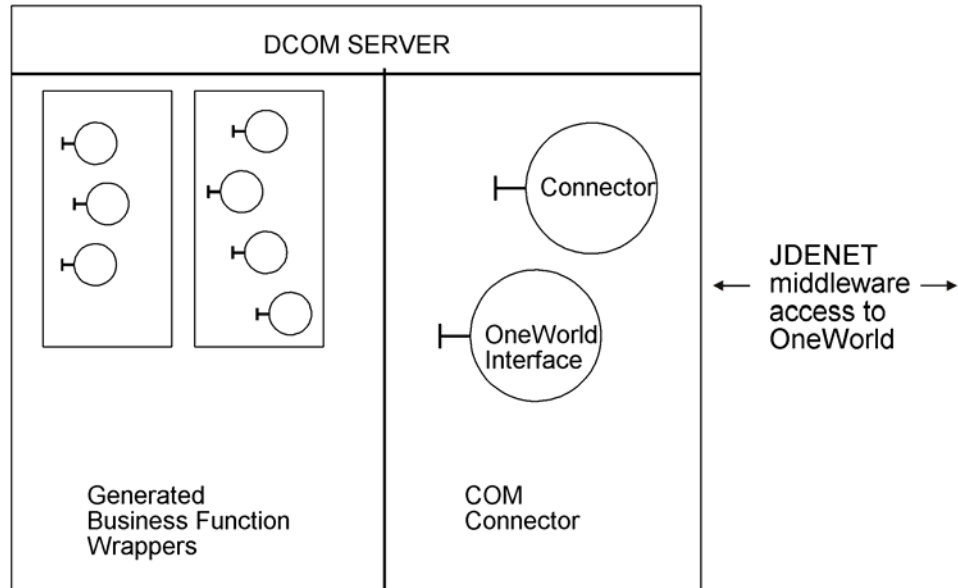 DCOM SERVER
Connector
OneWorld
Interface
JDENET
middleware
access to
OneWorld
Generated
Business Function
Wrappers
COM
Connector